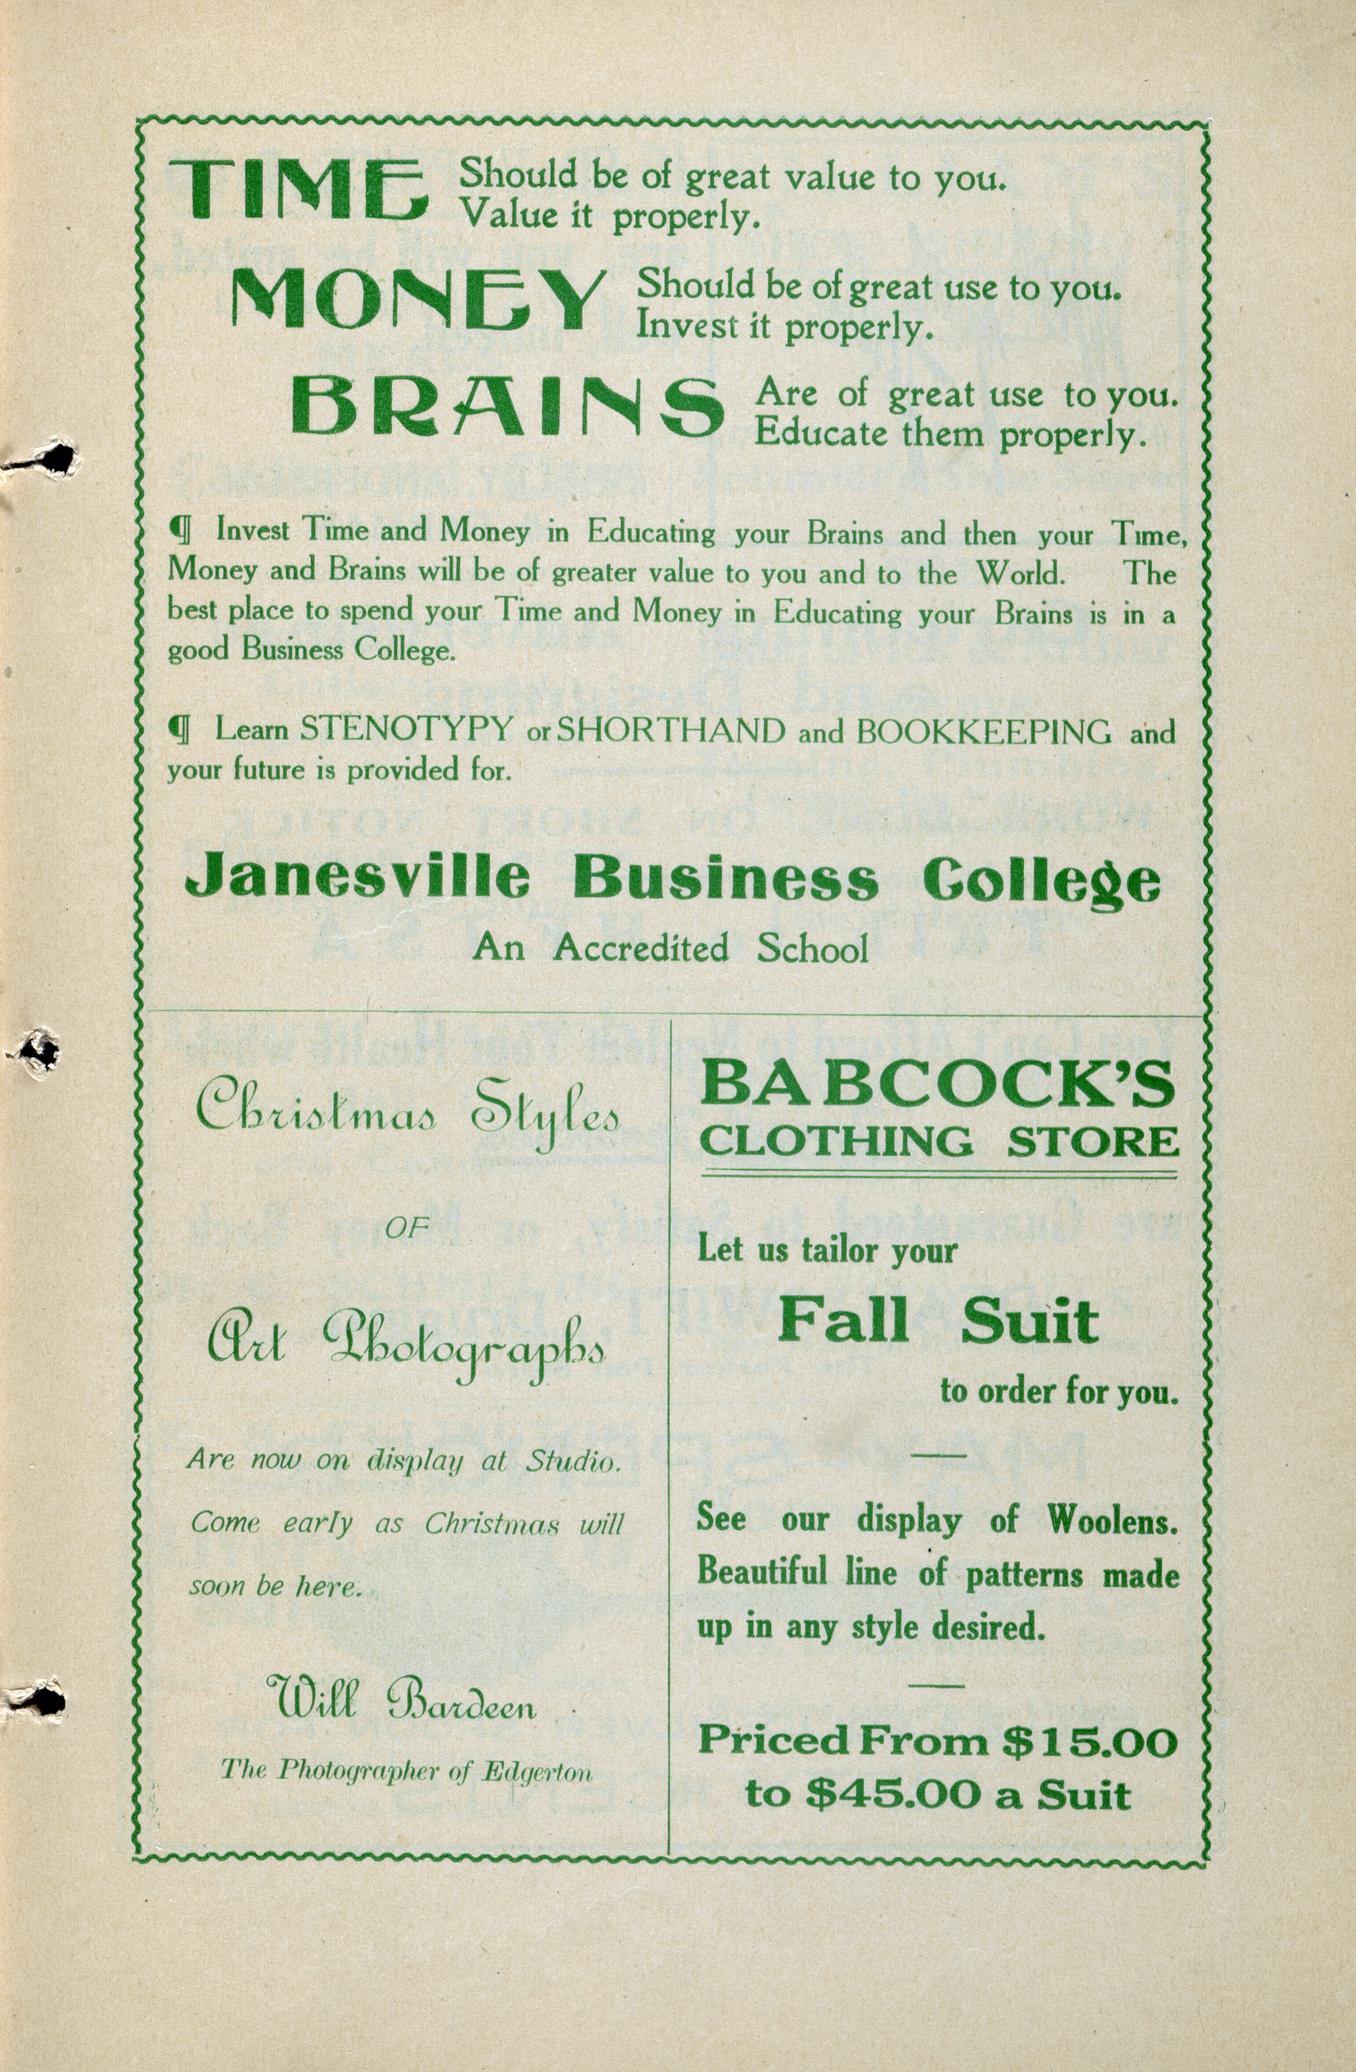 TIME Should be of great value to you.
Value it properly.
MONEY Should be of great use to you.
Invest it properly.
BRAINS Are of great use to you.
Educate them properly.
¶ Invest Time and Money in Educating your Brains and then your Time,
Money and Brains will be of greater value to you and to the World. The
best place to spend your Time and Money in Educating your Brains is in a
good Business College.
¶ Learn STENOTYPY or SHORTHAND and BOOKKEEPING and
your future is provided for.
Janesville Business College
An Accredited School
Christmas Styles
OF
Art Photographs
Are now on display at Studio.
Come early as Christmas will
soon be here.
Will Bardeen
The Photographer of Edgerton
BABCOCK'S
CLOTHING STORE
Let us tailor your
Fall Suit
to order for you.
See our display of Woolens.
Beautiful line of patterns made
up in any style desired.
Priced From $15.00
to $45.00 a Suit